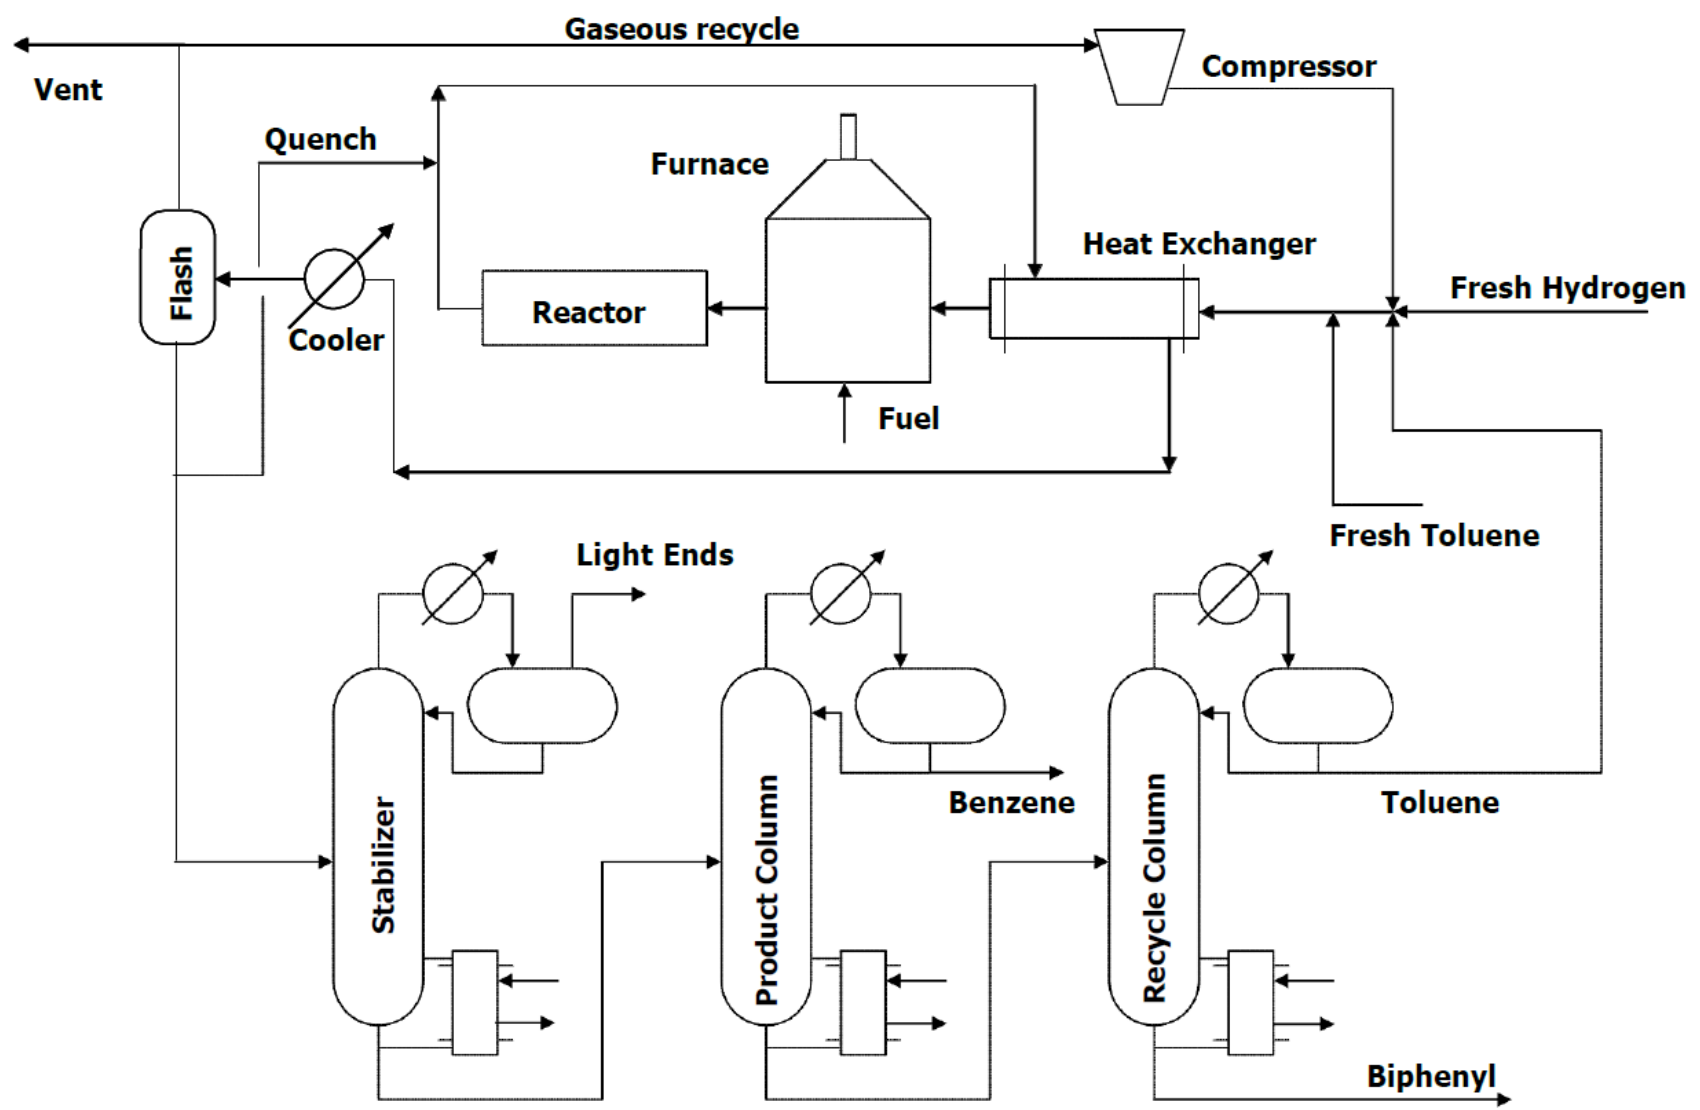 Gaseous recycle
Compressor
Vent
Quench
Furnace
Heat Exchanger
Flash
Fresh Hydrogen
Reactor
Cooler
Fuel
Fresh Toluene
Light Ends
Benzene
Toluene
Stabilizer
Product Column
Recycle Column
Biphenyl